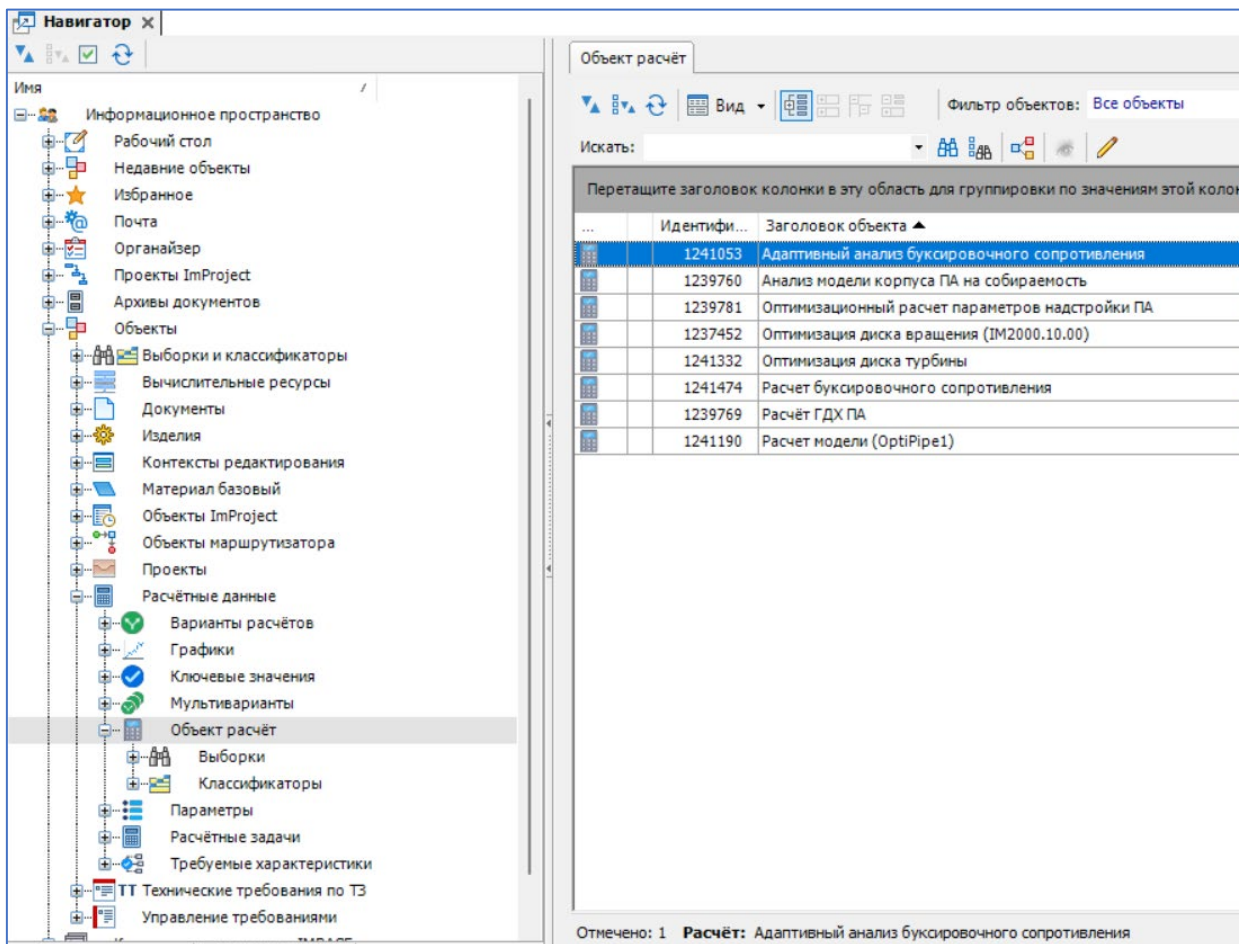 Навигатор
Имя
Информационное пространство
Рабочий стол
Недавние объекты
Избранное
Почта
Органайзер
Проекты ImProject
Архивы документов
Объекты
Выборки и классификаторы
Вычислительные ресурсы
Документы
Изделия
Контексты редактирования
Материал базовый
Объекты ImProject
Объекты маршрутизатора
Проекты
Расчётные данные
Варианты расчётов
Графики
Ключевые значения
Мультиварианты
Объект расчёт
Выборки
Классификаторы
Параметры
Расчётные задачи
Требуемые характеристики
ТТ Технические требования по ТЗ
Управление требованиями
Объект расчёт
Вид Фильтр объектов: Все объекты
Искать:
Перетащите заголовок колонки в эту область для группировки по значениям этой
... Идентифи... Заголовок объекта
1241053 Адаптивный анализ буксировочного сопротивления
1239760 Анализ модели корпуса ПА на собираемость
1239781 Оптимизационный расчет параметров надстройки ПА
1237452 Оптимизация диска вращения (IM2000.10.00)
1241332 Оптимизация диска турбины
1241474 Расчет буксировочного сопротивления
1239769 Расчёт ГДХ ПА
1241190 Расчет модели (OptiPipe1)
Отмечено: 1 Расчёт: Адаптивный анализ буксировочного сопротивления